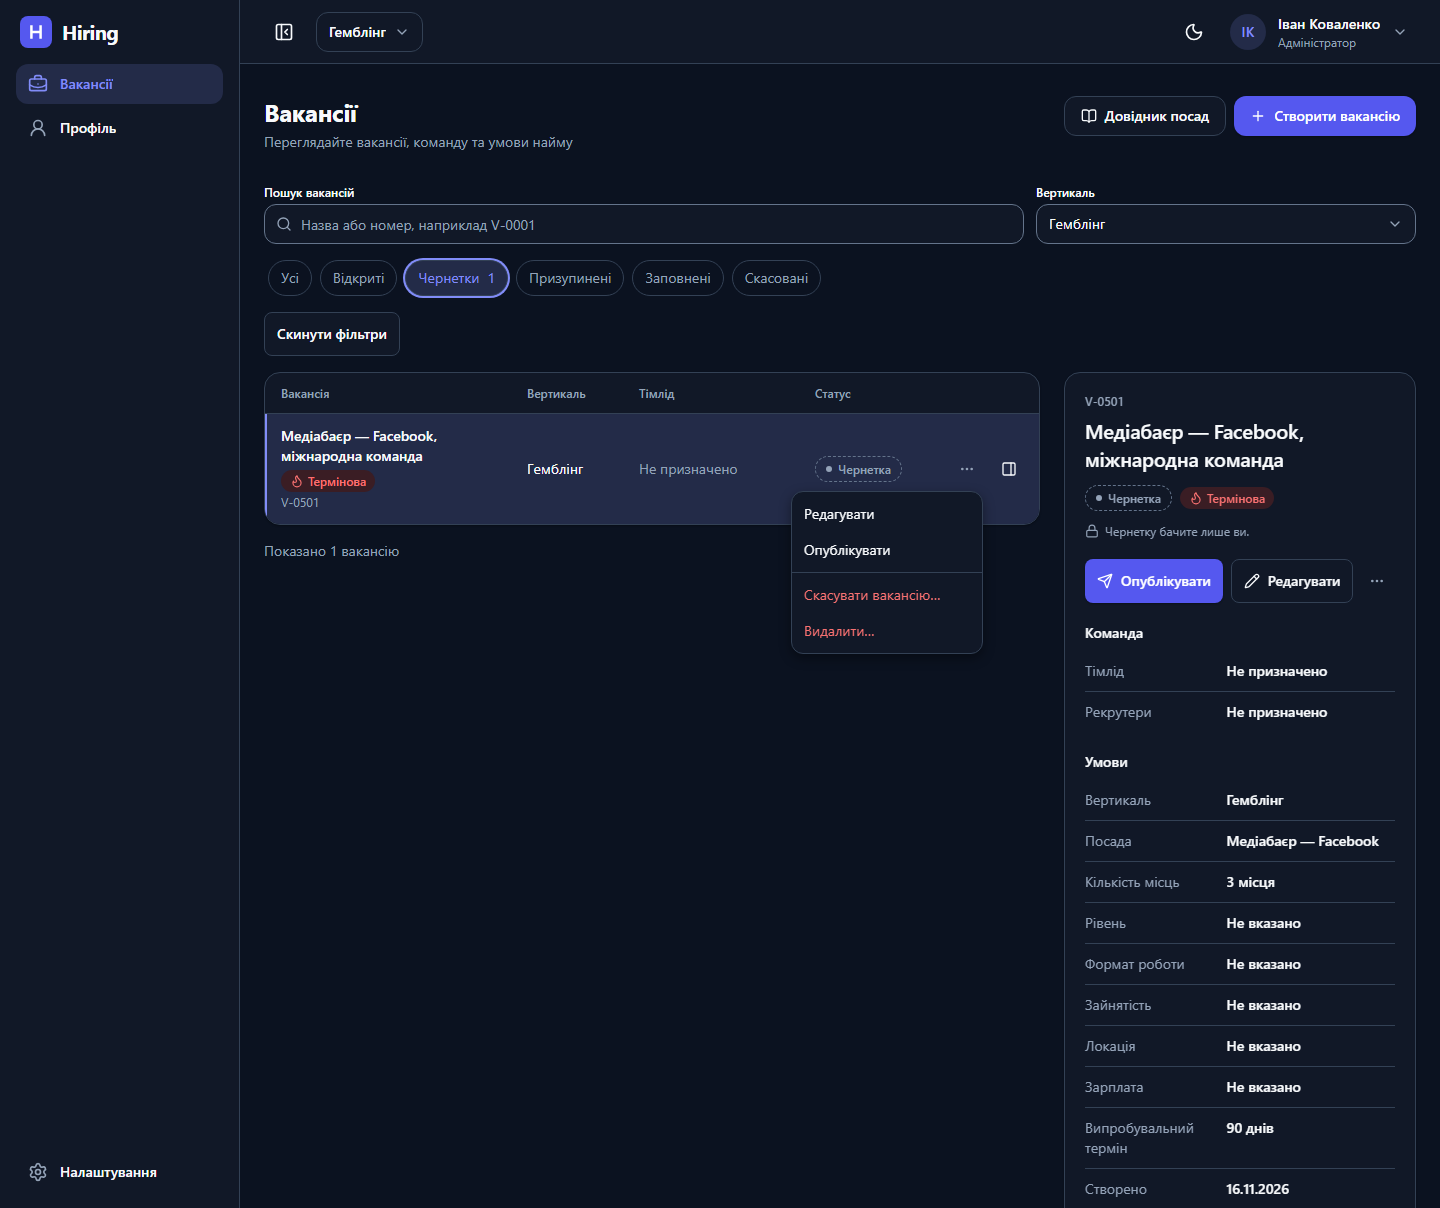 H Hiring
Гемблінг
ІК
Іван Коваленко
Адміністратор
Вакансії
Профіль
Налаштування
Вакансії
Переглядайте вакансії, команду та умови найму
Довідник посад
Створити вакансію
Пошук вакансій
Назва або номер, наприклад V-0001
Вертикаль
Гемблінг
Усі
Відкриті
Чернетки 1
Призупинені
Заповнені
Скасовані
Скинути фільтри
Вакансія Вертикаль Тімлід Статус
Медіабаєр — Facebook,
міжнародна команда
Термінова
V-0501
Гемблінг
Не призначено
Чернетка
Редагувати
Опублікувати
Скасувати вакансію...
Видалити...
Показано 1 вакансію
V-0501
Медіабаєр — Facebook,
міжнародна команда
Чернетка
Термінова
Чернетку бачите лише ви.
Опублікувати
Редагувати
Команда
Тімлід Не призначено
Рекрутери Не призначено
Умови
Вертикаль Гемблінг
Посада Медіабаєр — Facebook
Кількість місць 3 місця
Рівень Не вказано
Формат роботи Не вказано
Зайнятість Не вказано
Локація Не вказано
Зарплата Не вказано
Випробувальний 90 днів
термін
Створено 16.11.2026